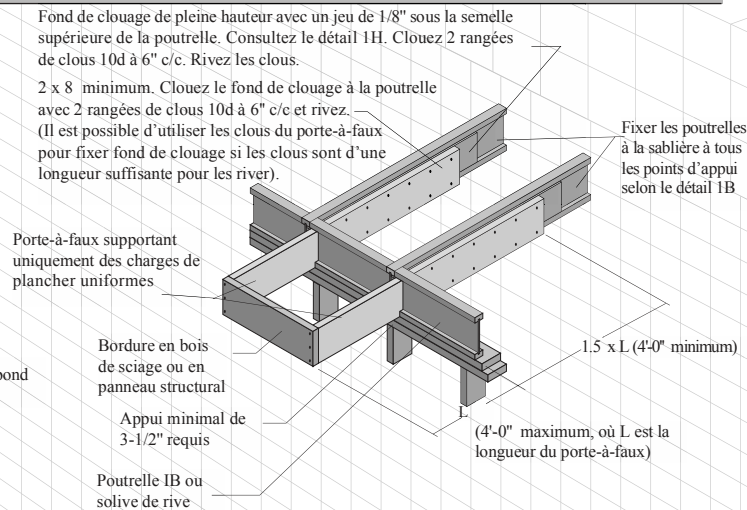 Fond de clouage de pleine hauteur avec un jeu de 1/8" sous la semelle
supérieure de la poutrelle. Consultez le détail 1H. Clouez 2 rangées
de clous 10d à 6" c/c. Rivez les clous.
2 x 8 minimum. Clouez le fond de clouage à la poutrelle
avec 2 rangées de clous 10d à 6" c/c et rivez.
(Il est possible d'utiliser les clous du porte-à-faux
pour fixer fond de clouage si les clous sont d'une
longueur suffisante pour les river).
Fixer les poutrelles
à la sablière à tous
les points d'appui
selon le détail 1B
Porte-à-faux supportant
uniquement des charges de
plancher uniformes
Bordure en bois
de sciage ou en
panneau structural
ond
Appui minimal de
3-1/2" requis
Poutrelle IB ou
solive de rive
1.5 x L (4'-0" minimum)
L
(4'-0" maximum, où L est la
longueur du porte-à-faux)